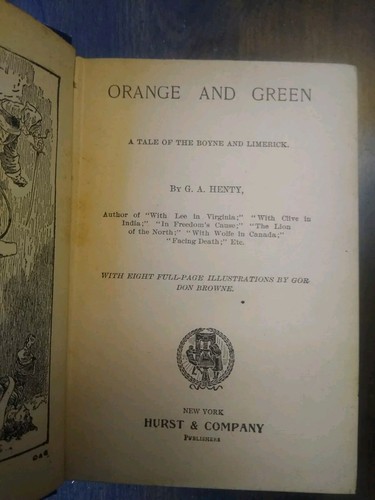 ORANGE AND GREEN
A TALE OF THE BOYNE AND LIMERICK.
BY G. A. HENTY,
Author of "With Lee in Virginia;" "With Clive in
India;" "In Freedom's Cause;" "The Lion
of the North;" "With Wolfe in Canada;"
"Facing Death;" Etc.
WITH EIGHT FULL-PAGE ILLUSTRATIONS BY GOR-
DON BROWNE.
NEW YORK
HURST & COMPANY
PUBLISHERS